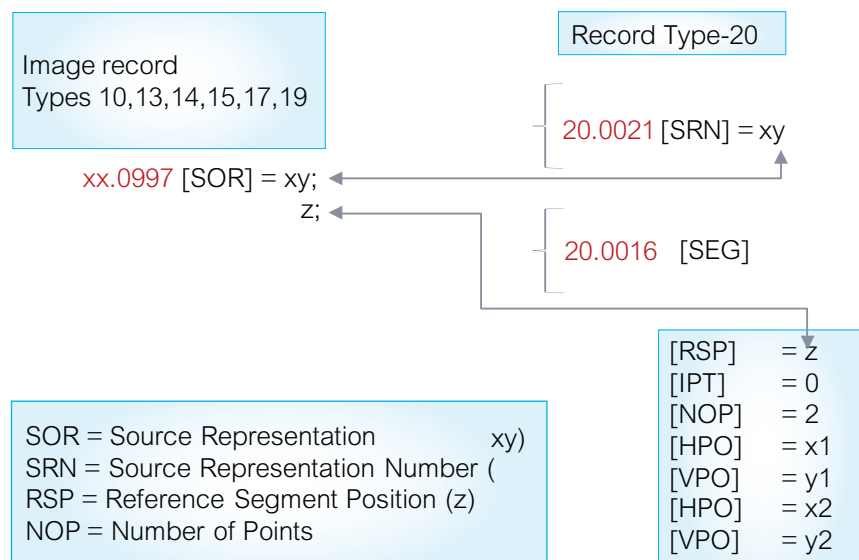 Record Type-20
Image record
Types 10,13,14,15,17,19
20.0021 [SRN] = xy
xx.0997 [SOR] = xy;
z;
20.0016 [SEG]
[RSP] = z
[IPT] = 0
[NOP] = 2
[HPO] = x1
[VPO] = y1
[HPO] = x2
[VPO] = y2
SOR = Source Representation xy)
SRN = Source Representation Number (
RSP = Reference Segment Position (z)
NOP = Number of Points